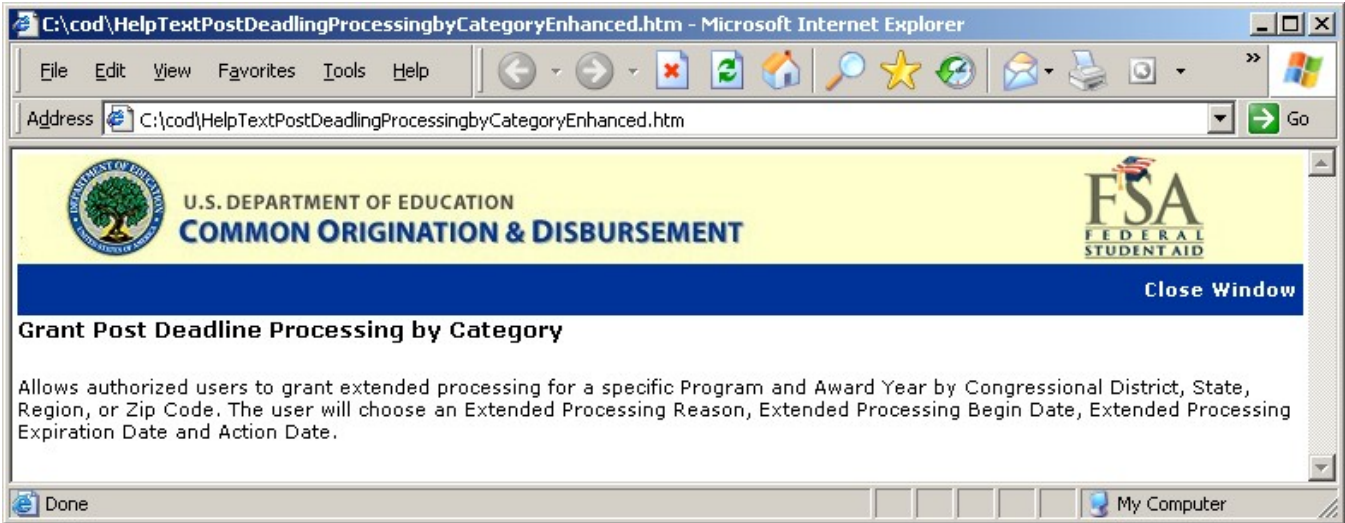 C:\cod\HelpTextPostDeadlingProcessingbyCategoryEnhanced.htm - Microsoft Internet Explorer
File Edit View Favorites Tools Help »
Address C:\cod\HelpTextPostDeadlingProcessingbyCategoryEnhanced.htm Go
U.S. DEPARTMENT OF EDUCATION
COMMON ORIGINATION & DISBURSEMENT
FSA
FEDERAL
STUDENT AID
Close Window
Grant Post Deadline Processing by Category
Allows authorized users to grant extended processing for a specific Program and Award Year by Congressional District, State,
Region, or Zip Code. The user will choose an Extended Processing Reason, Extended Processing Begin Date, Extended Processing
Expiration Date and Action Date.
Done My Computer